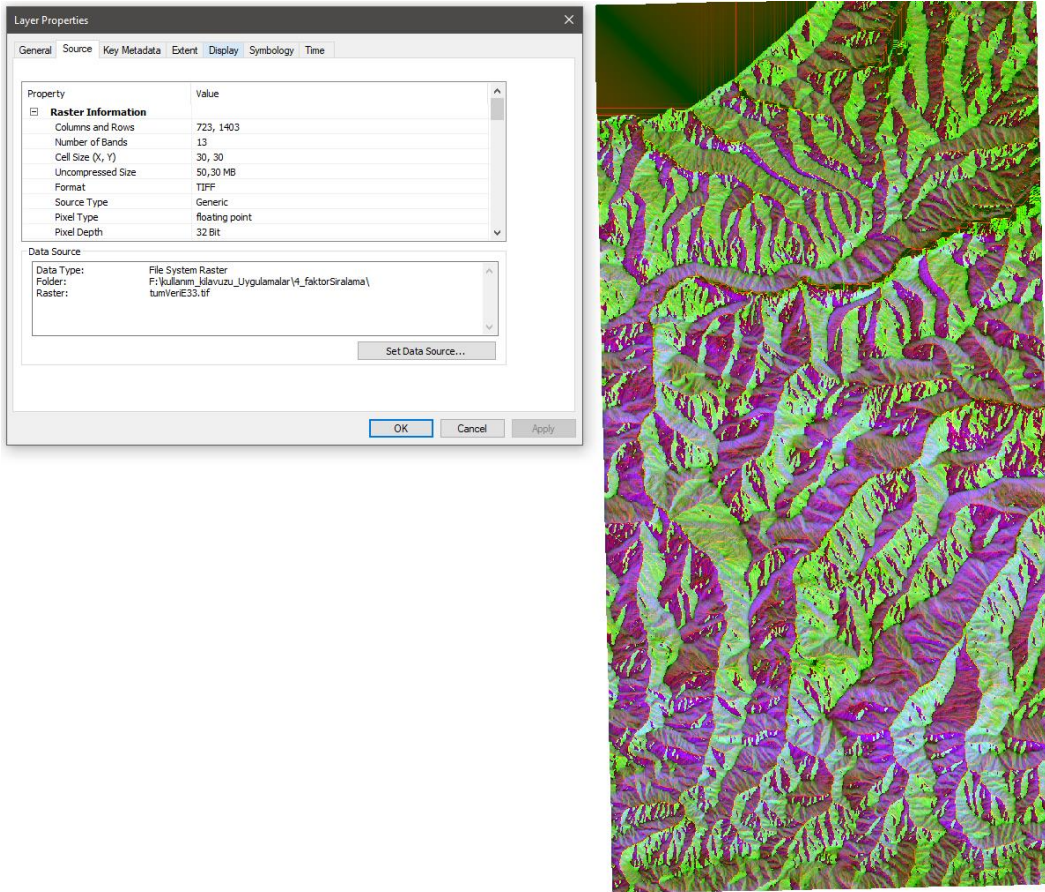 Layer Properties
General Source Key Metadata Extent Display Symbology Time
Property Value
Raster Information
Columns and Rows 723, 1403
Number of Bands 13
Cell Size (X, Y) 30, 30
Uncompressed Size 50,30 MB
Format TIFF
Source Type Generic
Pixel Type floating point
Pixel Depth 32 Bit
Data Source
Data Type: File System Raster
Folder: F:\kullanım_kilavuzu_Uygulamalar\4_faktorSiralama\
Raster: tumVeriE33.tif
Set Data Source...
OK Cancel Apply